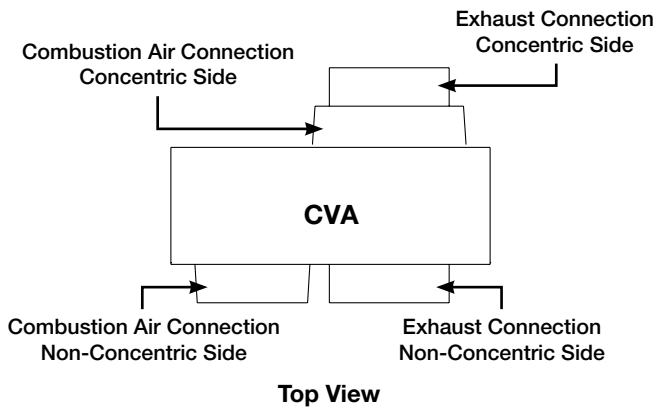 Exhaust Connection
Concentric Side
Combustion Air Connection
Concentric Side
CVA
Combustion Air Connection
Non-Concentric Side
Exhaust Connection
Non-Concentric Side
Top View